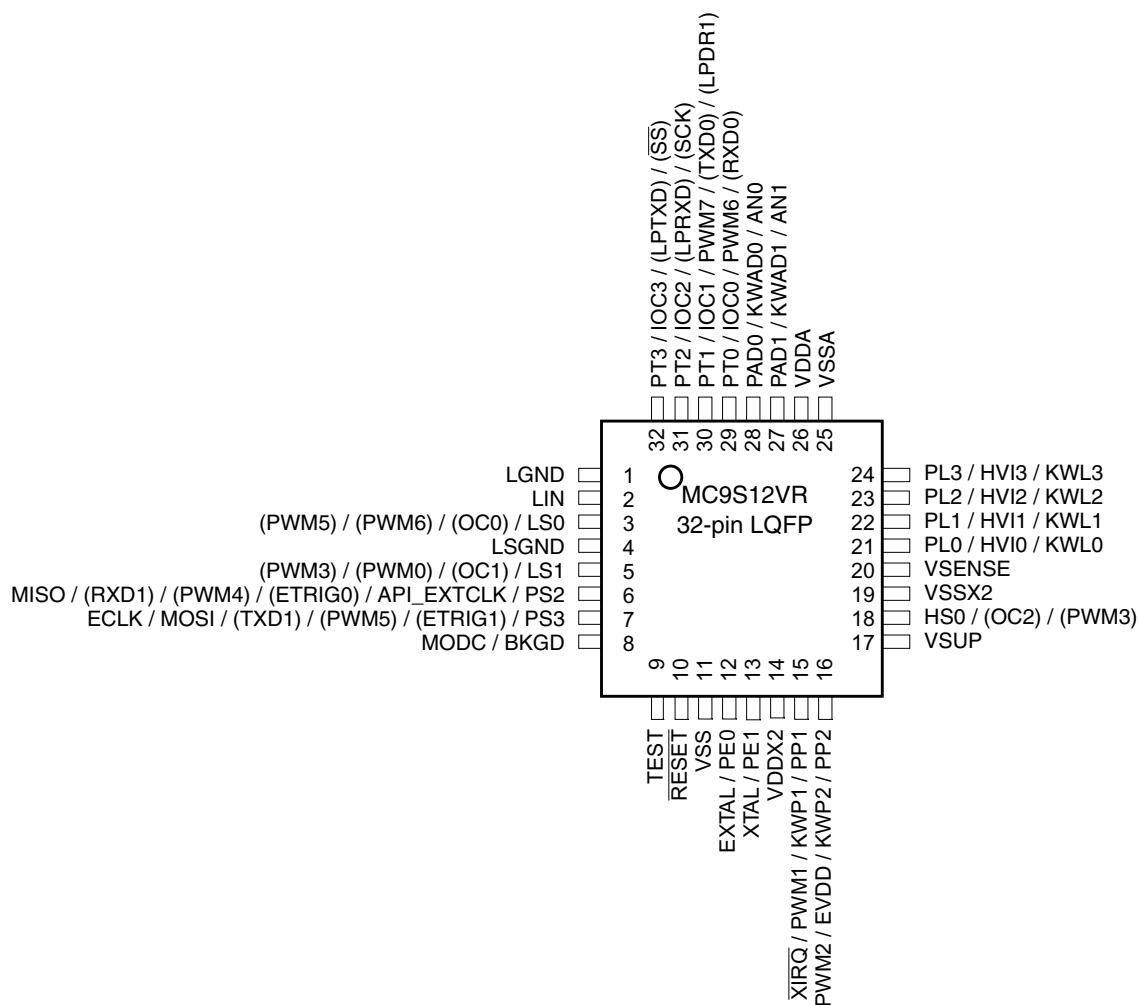 PT3 / IOC3 / (LPTXD) / (SS)
PT2 / IOC2 / (LPRXD) / (SCK)
PT1 / IOC1 / PWM7 / (TXD0) / (LPDR1)
PT0 / IOC0 / PWM6 / (RXD0)
PAD0 / KWAD0 / AN0
PAD1 / KWAD1 / AN1
VDDA
VSSA
32
31
30
29
28
27
26
25
LGND
LIN
(PWM5) / (PWM6) / (OC0) / LS0
LSGND
(PWM3) / (PWM0) / (OC1) / LS1
MISO / (RXD1) / (PWM4) / (ETRIG0) / API_EXTCLK / PS2
ECLK / MOSI / (TXD1) / (PWM5) / (ETRIG1) / PS3
MODC / BKGD
1
2
3
4
5
6
7
8
MC9S12VR
32-pin LQFP
24
23
22
21
20
19
18
17
PL3 / HVI3 / KWL3
PL2 / HVI2 / KWL2
PL1 / HVI1 / KWL1
PL0 / HVI0 / KWL0
VSENSE
VSSX2
HS0 / (OC2) / (PWM3)
VSUP
9
10
11
12
13
14
15
16
TEST
RESET
VSS
EXTAL / PE0
XTAL / PE1
VDDX2
XIRQ / PWM1 / KWP1 / PP1
PWM2 / EVDD / KWP2 / PP2